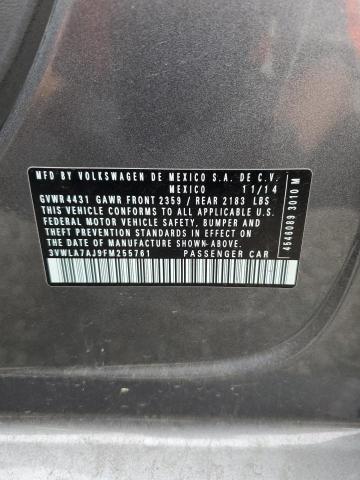 MFD BY VOLKSWAGEN DE MEXICO S.A. DE C.V.
MEXICO 11/14
GVWR4431 GAWR FRONT 2359 / REAR 2183 LBS
THIS VEHICLE CONFORMS TO ALL APPLICABLE U.S.
FEDERAL MOTOR VEHICLE SAFETY, BUMPER AND
THEFT PREVENTION STANDARDS IN EFFECT ON THE
DATE OF MANUFACTURE SHOWN-ABOVE.
3VWLA7AJ9FM255761 PASSENGER CAR
4546089 3010 M